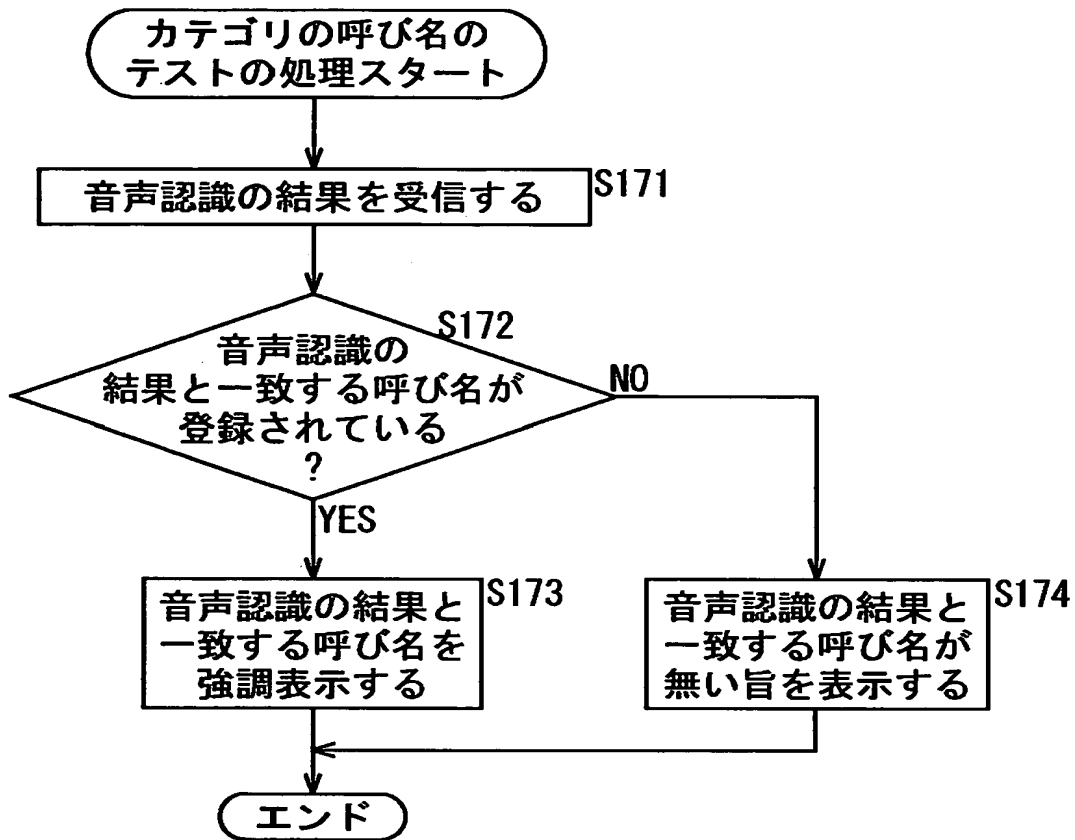 カテゴリの呼び名の
テストの処理スタート
音声認識の結果を受信する
S171
S172
音声認識の
結果と一致する呼び名が
登録されている
?
NO
YES
音声認識の結果と
一致する呼び名を
強調表示する
S173
音声認識の結果と
一致する呼び名が
無い旨を表示する
S174
エンド